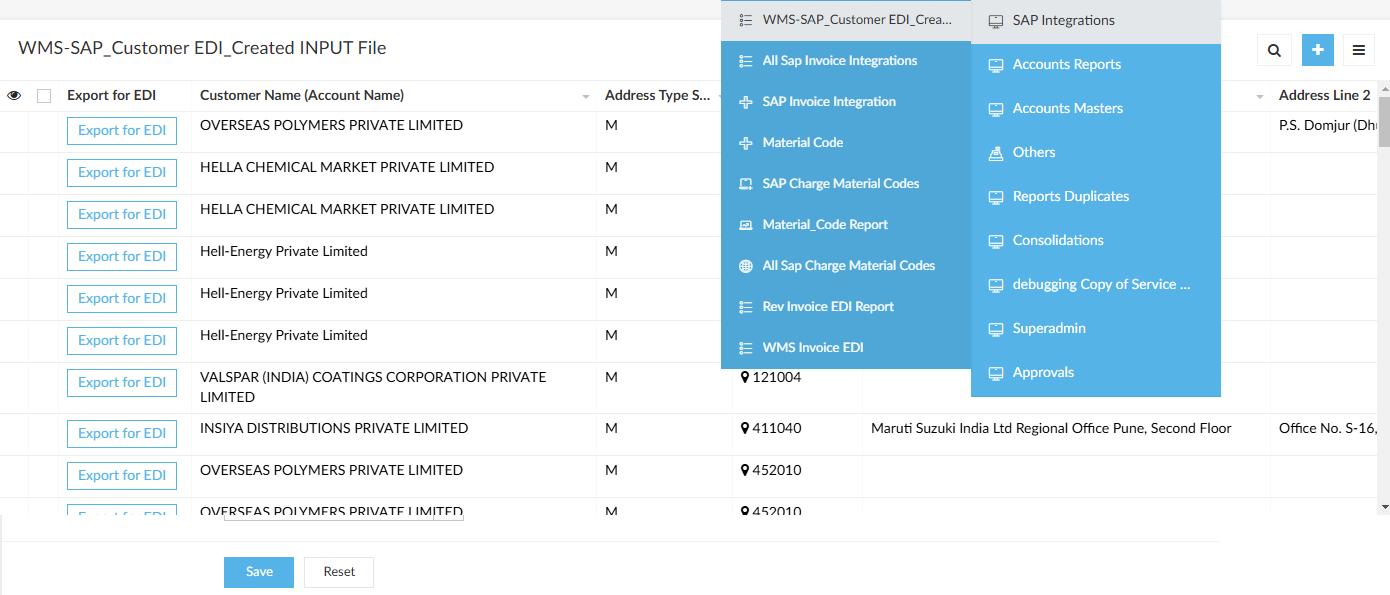 WMS-SAP_Customer EDI_Created INPUT File
WMS-SAP_Customer EDI_Crea...
All Sap Invoice Integrations
SAP Invoice Integration
Material Code
SAP Charge Material Codes
Material_Code Report
All Sap Charge Material Codes
Rev Invoice EDI Report
WMS Invoice EDI
SAP Integrations
Accounts Reports
Accounts Masters
Others
Reports Duplicates
Consolidations
debugging Copy of Service ...
Superadmin
Approvals
Export for EDI Customer Name (Account Name) Address Type S... Address Line 2
Export for EDI OVERSEAS POLYMERS PRIVATE LIMITED M P.S. Domjur (Dhu
Export for EDI HELLA CHEMICAL MARKET PRIVATE LIMITED M
Export for EDI HELLA CHEMICAL MARKET PRIVATE LIMITED M
Export for EDI Hell-Energy Private Limited M
Export for EDI Hell-Energy Private Limited M
Export for EDI Hell-Energy Private Limited M
Export for EDI VALSPAR (INDIA) COATINGS CORPORATION PRIVATE M 121004
LIMITED
Export for EDI INSIYA DISTRIBUTIONS PRIVATE LIMITED M 411040 Maruti Suzuki India Ltd Regional Office Pune, Second Floor Office No. S-16,
Export for EDI OVERSEAS POLYMERS PRIVATE LIMITED M 452010
Export for EDI OVERSEAS POLYMERS PRIVATE LIMITED M 452010
Save Reset